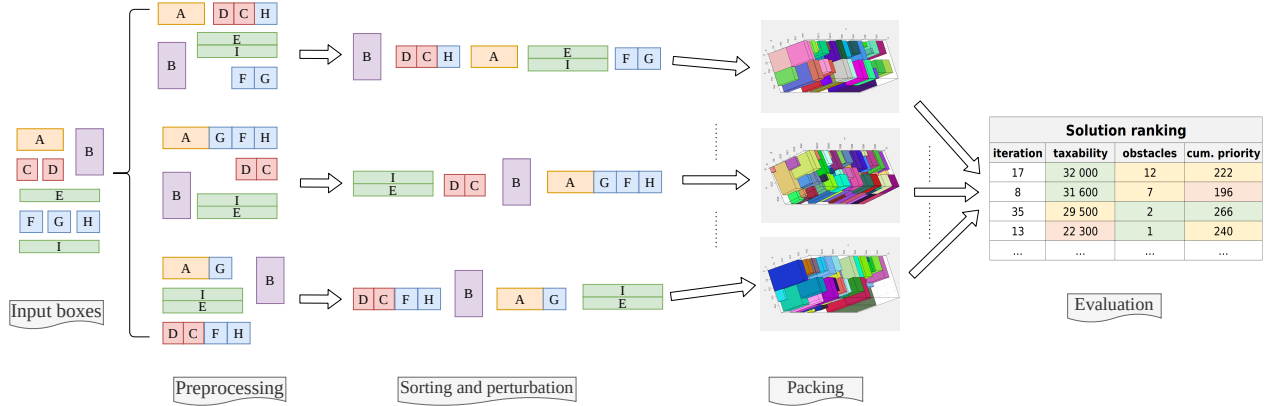 A
B
C D
E
F G H
I
Input boxes
A D C H
B
E
I
F G
A G F H
D C
B
I
E
A G
B
I
E
D C F H
Preprocessing
B D C H A E F G
I
I D C B A G F H
E
D C F H B A G I
E
Sorting and perturbation
Packing
Solution ranking
iteration taxability obstacles cum. priority
17 32 000 12 222
8 31 600 7 196
35 29 500 2 266
13 22 300 1 240
... ... ... ...
Evaluation